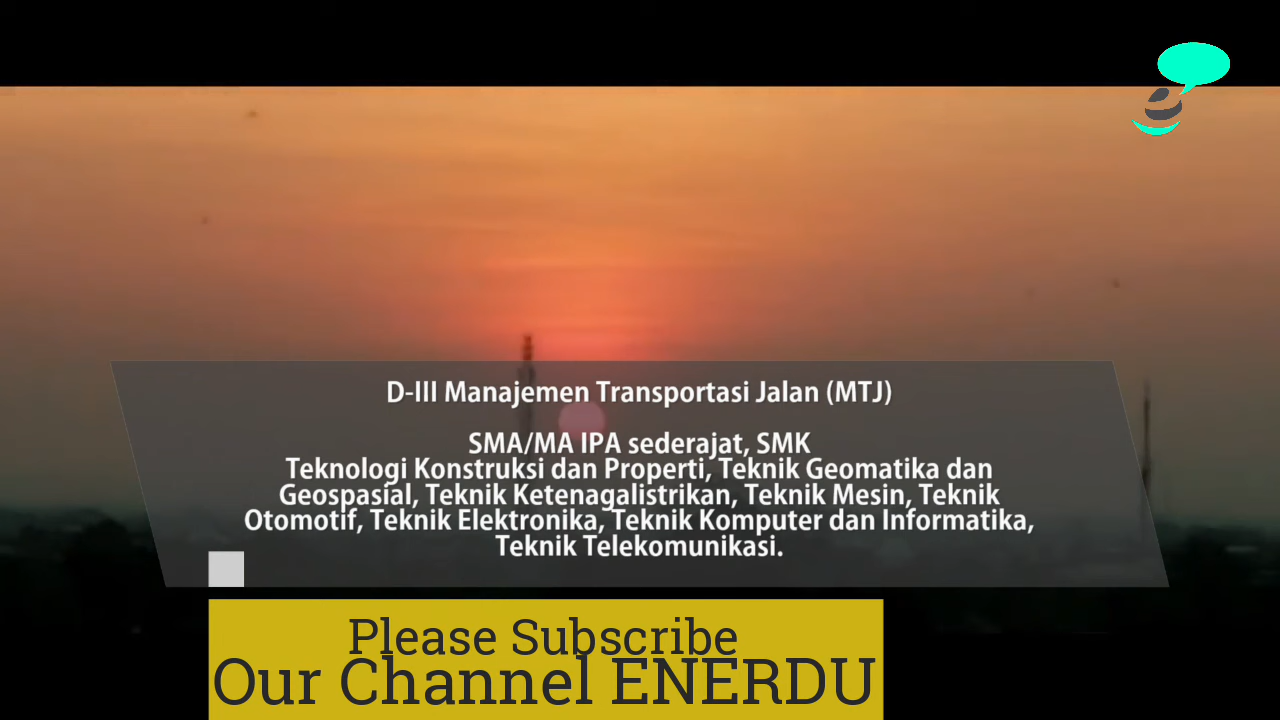 D-III Manajemen Transportasi Jalan (MTJ)
SMA/MA IPA sederajat, SMK
Teknologi Konstruksi dan Properti, Teknik Geomatika dan
Geospasial, Teknik Ketenagalistrikan, Teknik Mesin, Teknik
Otomotif, Teknik Elektronika, Teknik Komputer dan Informatika,
Teknik Telekomunikasi.
Please Subscribe
Our Channel ENERDU